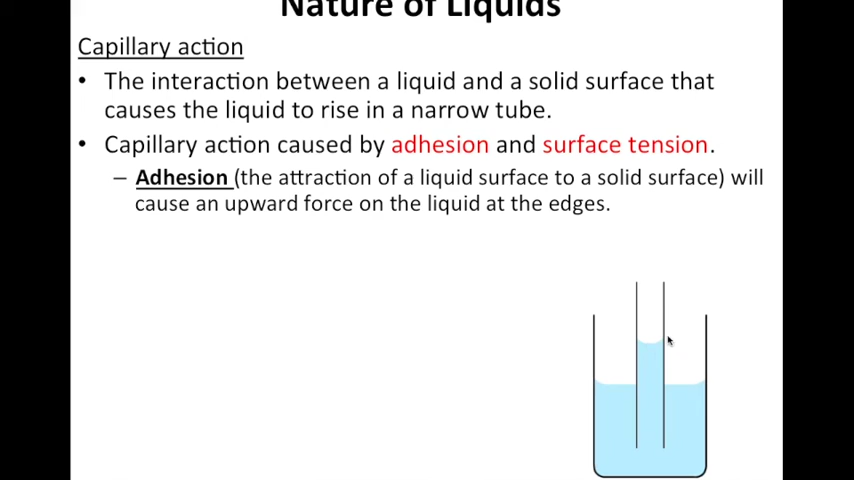 Nature of Liquids
Capillary action
• The interaction between a liquid and a solid surface that
causes the liquid to rise in a narrow tube.
• Capillary action caused by adhesion and surface tension.
– Adhesion (the attraction of a liquid surface to a solid surface) will
cause an upward force on the liquid at the edges.